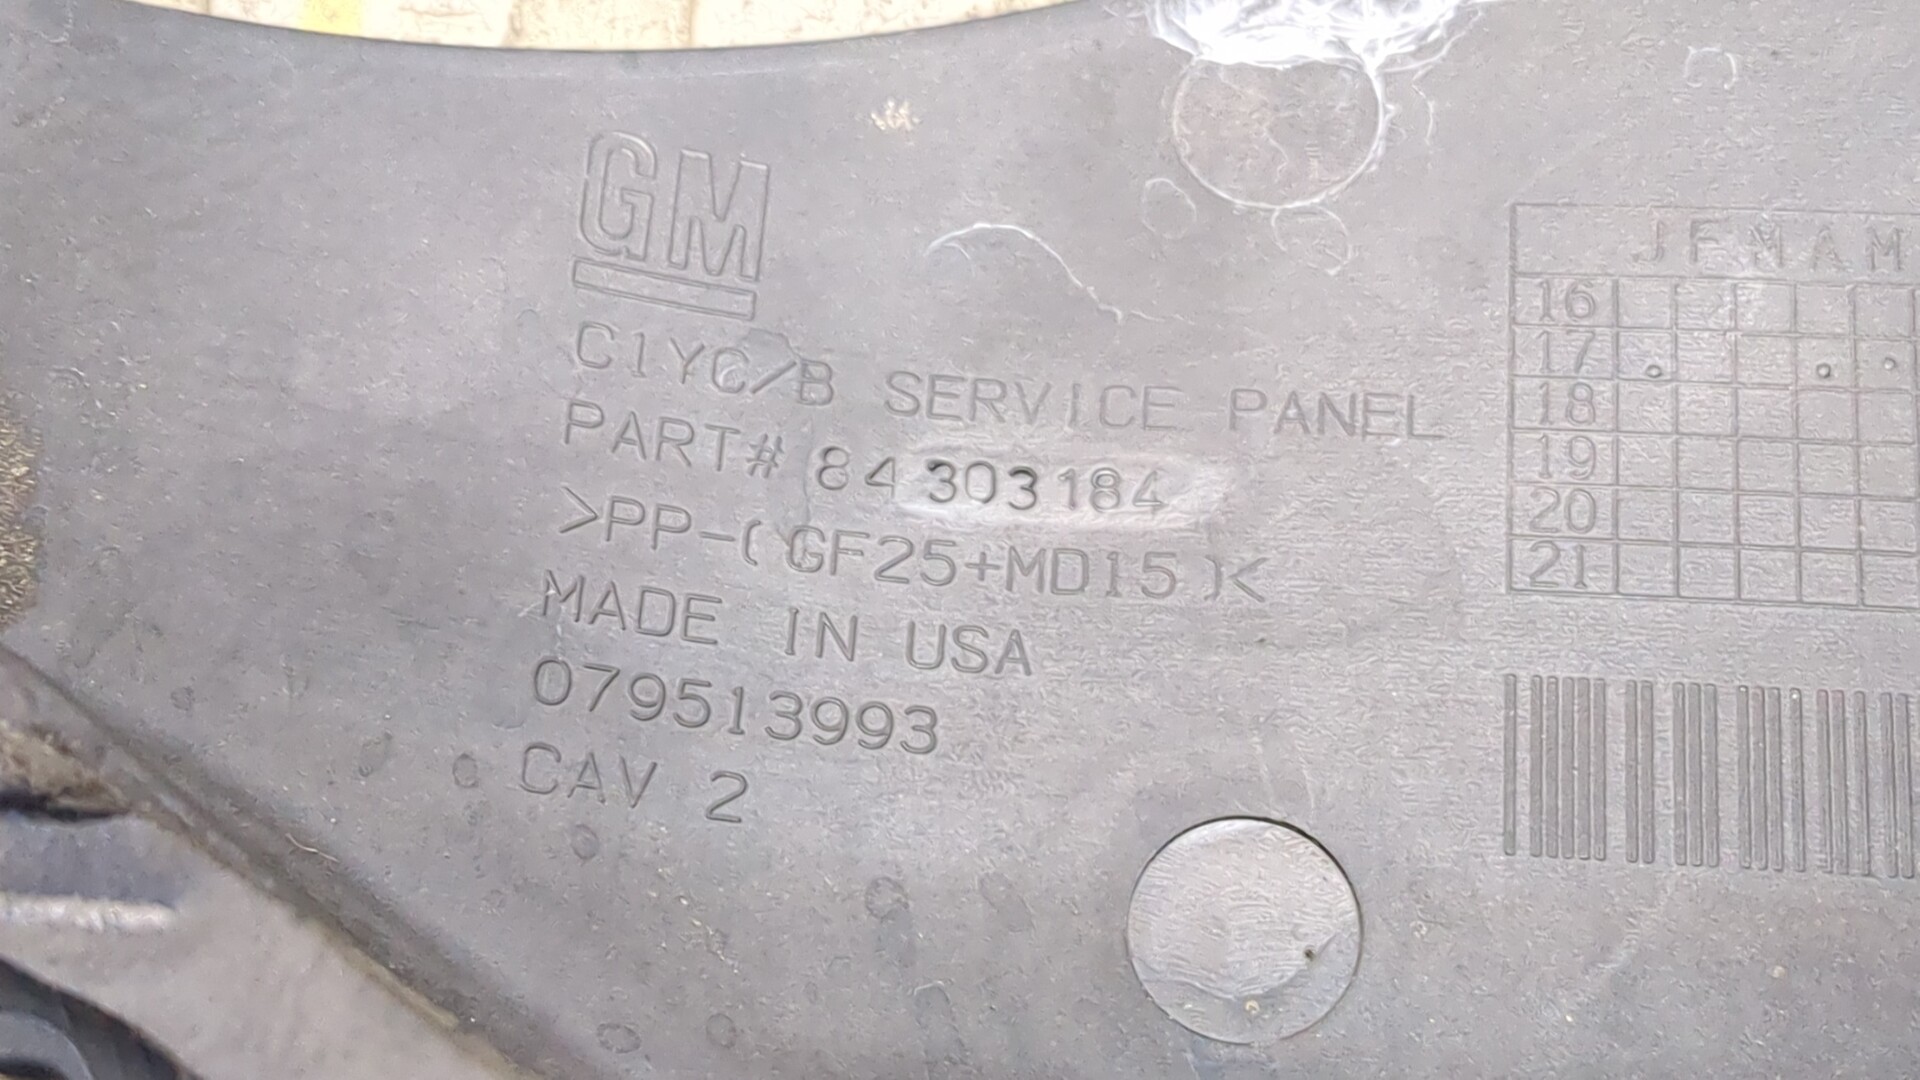 GM
C1YC/B SERVICE PANEL
PART# 84303184
>PP-(GF25+MD15)<
MADE IN USA
079513993
CAV 2
J F M A M
16
17
18
19
20
21